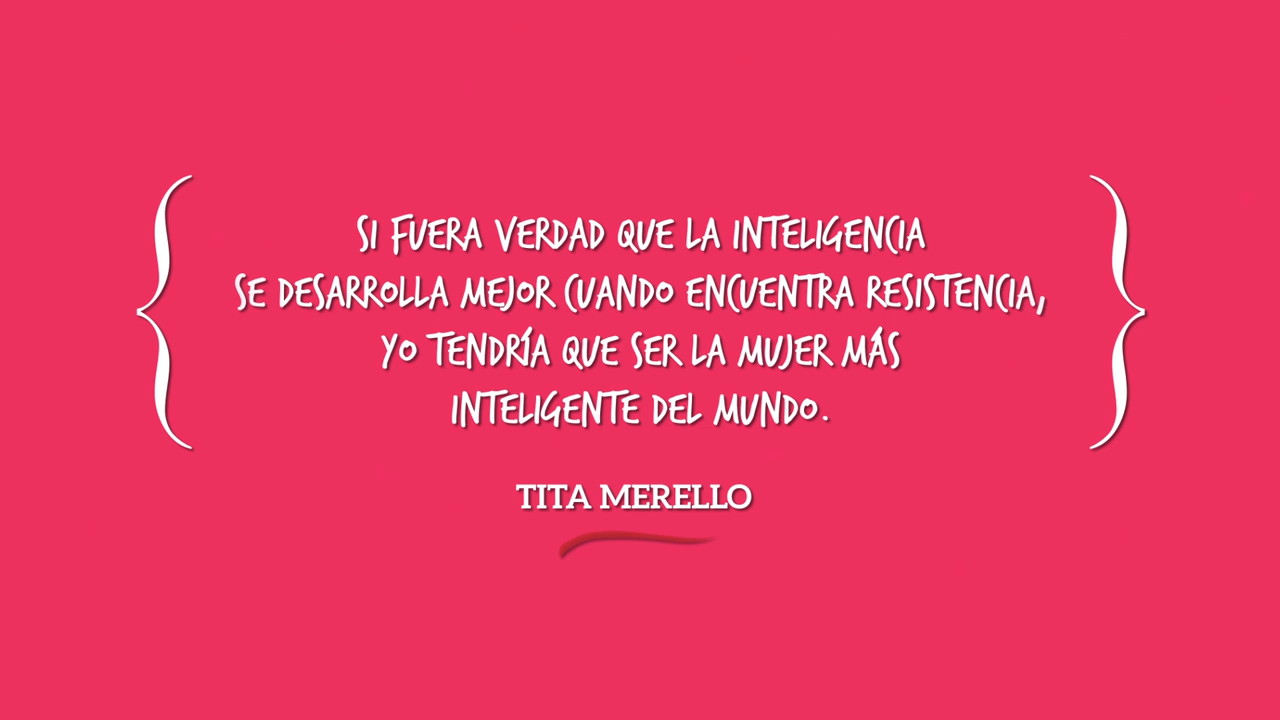 SI FUERA VERDAD QUE LA INTELIGENCIA
SE DESARROLLA MEJOR CUANDO ENCUENTRA RESISTENCIA,
YO TENDRÍA QUE SER LA MUJER MÁS
INTELIGENTE DEL MUNDO.
TITA MERELLO